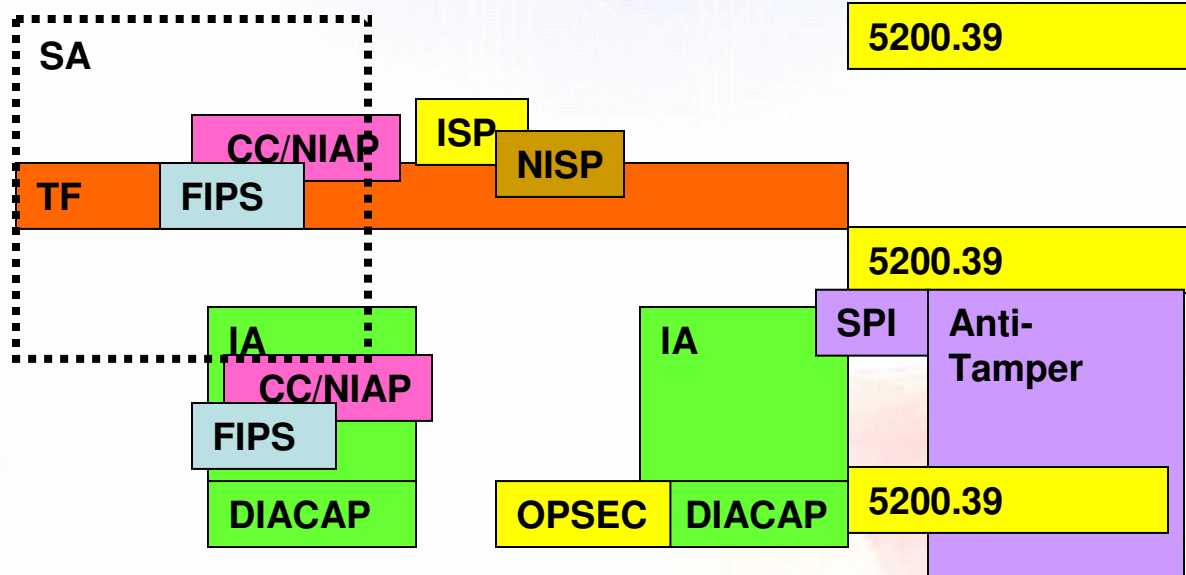 5200.39
SA
ISP
CC/NIAP
NISP
TF
FIPS
5200.39
SPI
Anti-
Tamper
IA
IA
CC/NIAP
FIPS
5200.39
DIACAP
OPSEC
DIACAP